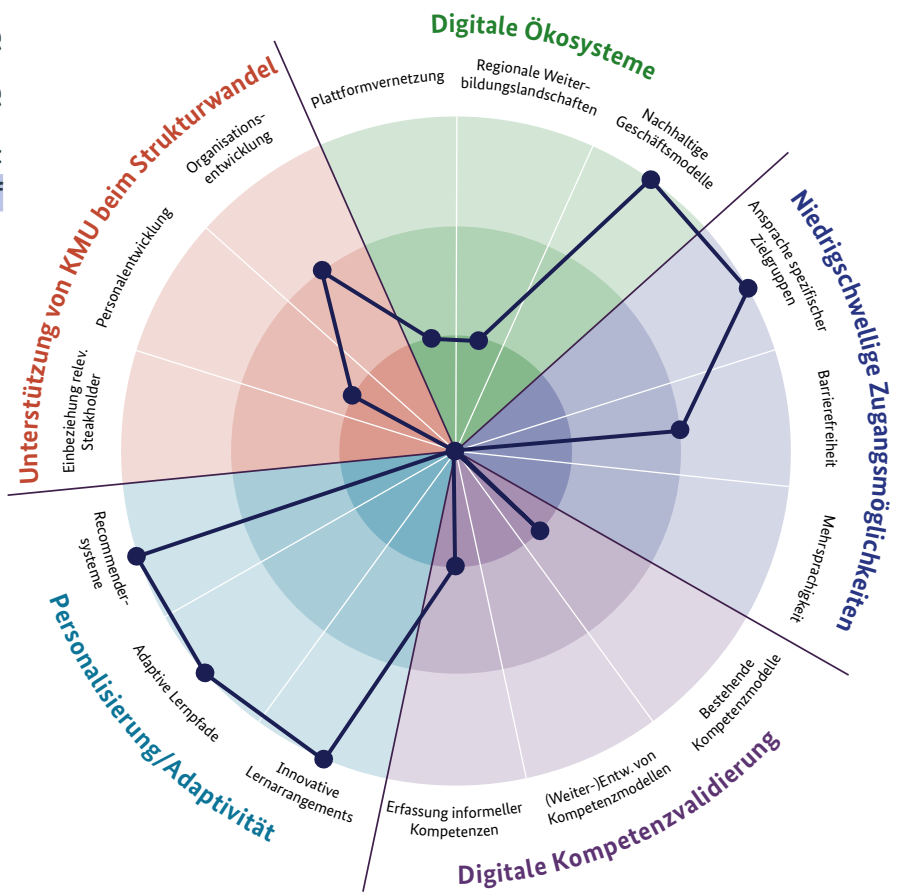 Digitale Ökosysteme
Plattformvernetzung
Regionale Weiter-
bildungslandschaften
Nachhaltige
Geschäftsmodelle
Niedrigschwellige Zugangsmöglichkeiten
Ansprache spezifischer
Zielgruppen
Barrierefreiheit
Mehrsprachigkeit
Digitale Kompetenzvalidierung
Bestehende
Kompetenzmodelle
(Weiter-)Entw. von
Kompetenzmodellen
Erfassung informeller
Kompetenzen
Personalisierung/Adaptivität
Innovative
Lernarrangements
Adaptive Lernpfade
Recommender-
systeme
Unterstützung von KMU beim Strukturwandel
Einbeziehung relev.
Steakholder
Personalentwicklung
Organisations-
entwicklung